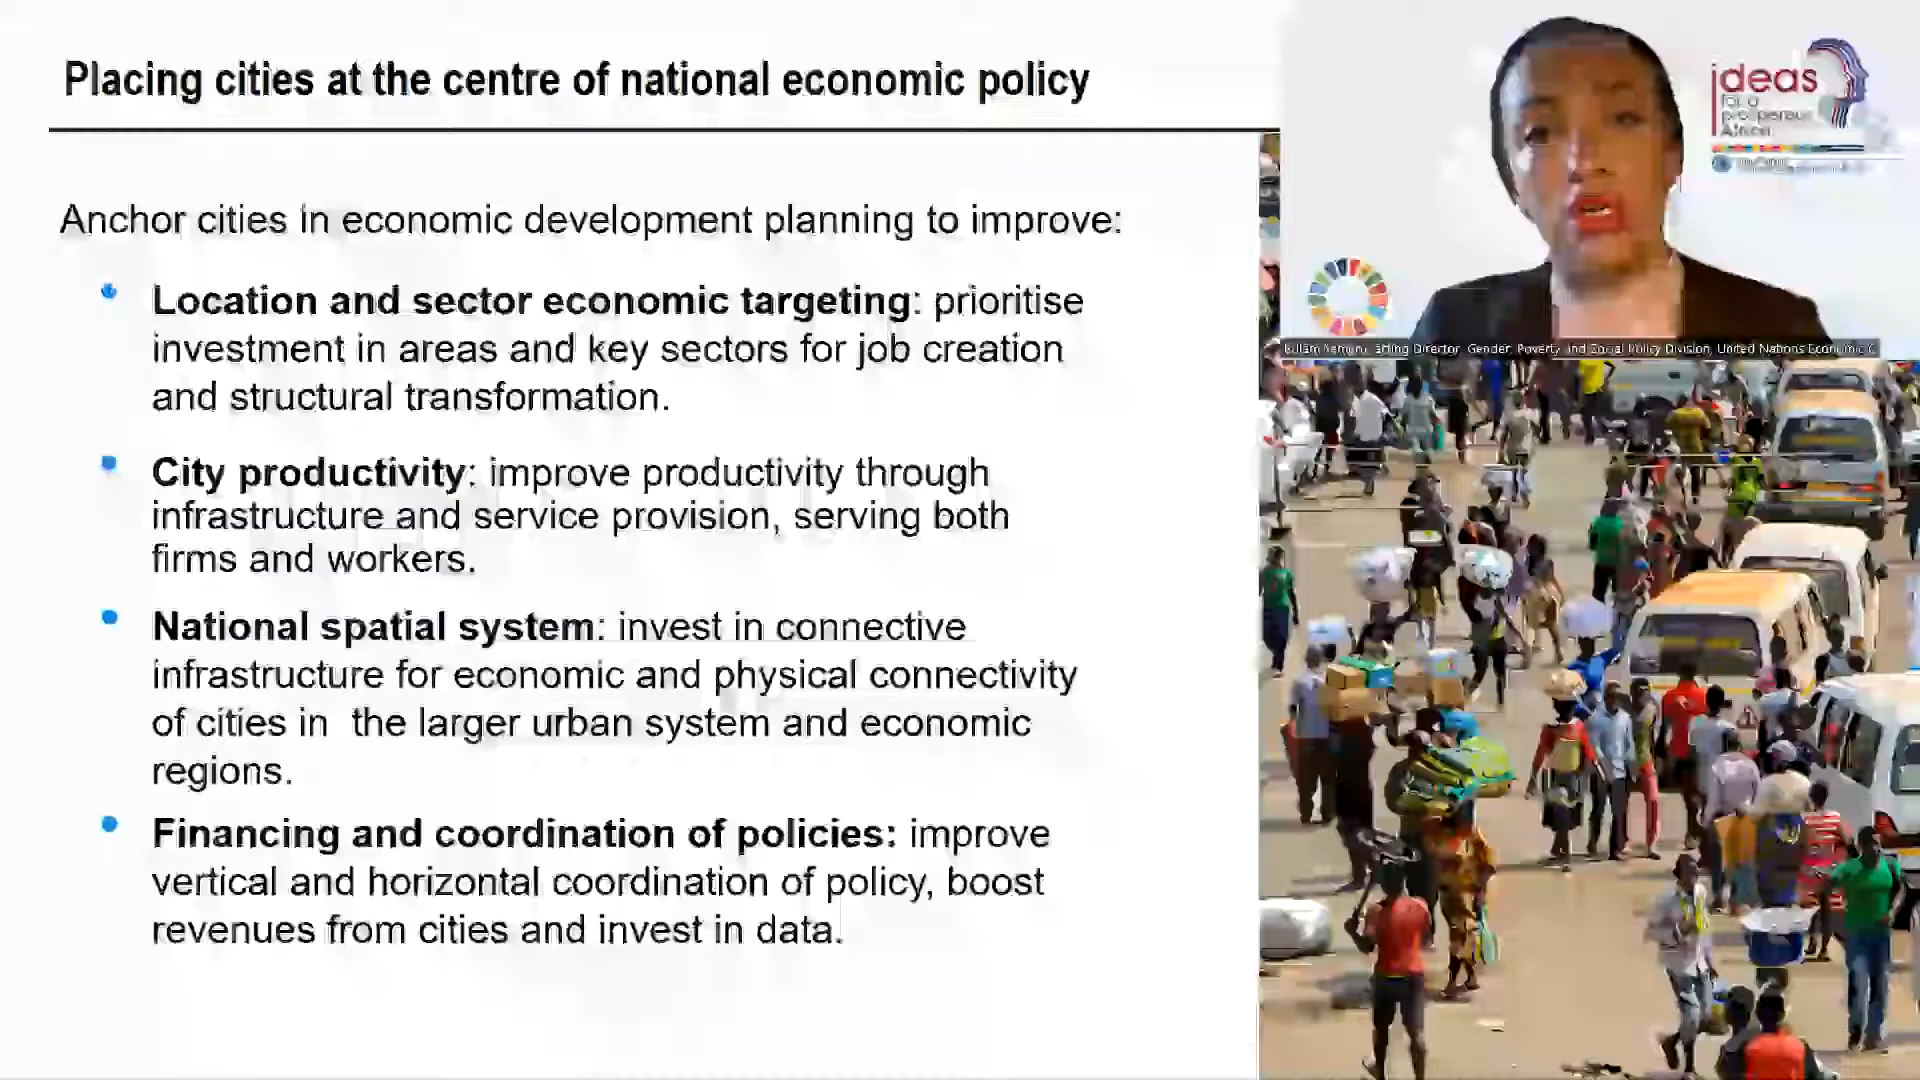 Placing cities at the centre of national economic policy
Anchor cities in economic development planning to improve:
Location and sector economic targeting: prioritise
investment in areas and key sectors for job creation
and structural transformation.
City productivity: improve productivity through
infrastructure and service provision, serving both
firms and workers.
National spatial system: invest in connective
infrastructure for economic and physical connectivity
of cities in the larger urban system and economic
regions.
Financing and coordination of policies: improve
vertical and horizontal coordination of policy, boost
revenues from cities and invest in data.
ideas
for a
prosperous
Africa
Director, Gender, Poverty and Social Policy Division, United Nations Economic C